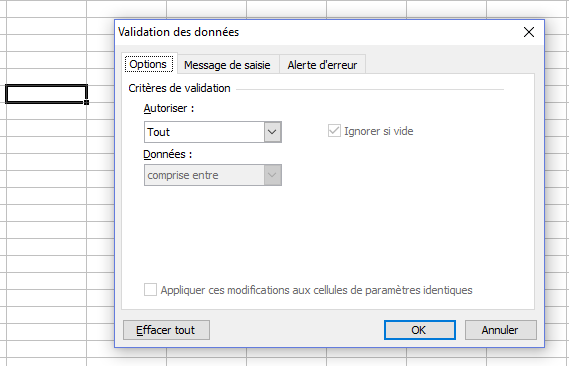 Validation des données
Options Message de saisie Alerte d'erreur
Critères de validation
Autoriser :
Tout Ignorer si vide
Données :
comprise entre
Appliquer ces modifications aux cellules de paramètres identiques
Effacer tout OK Annuler